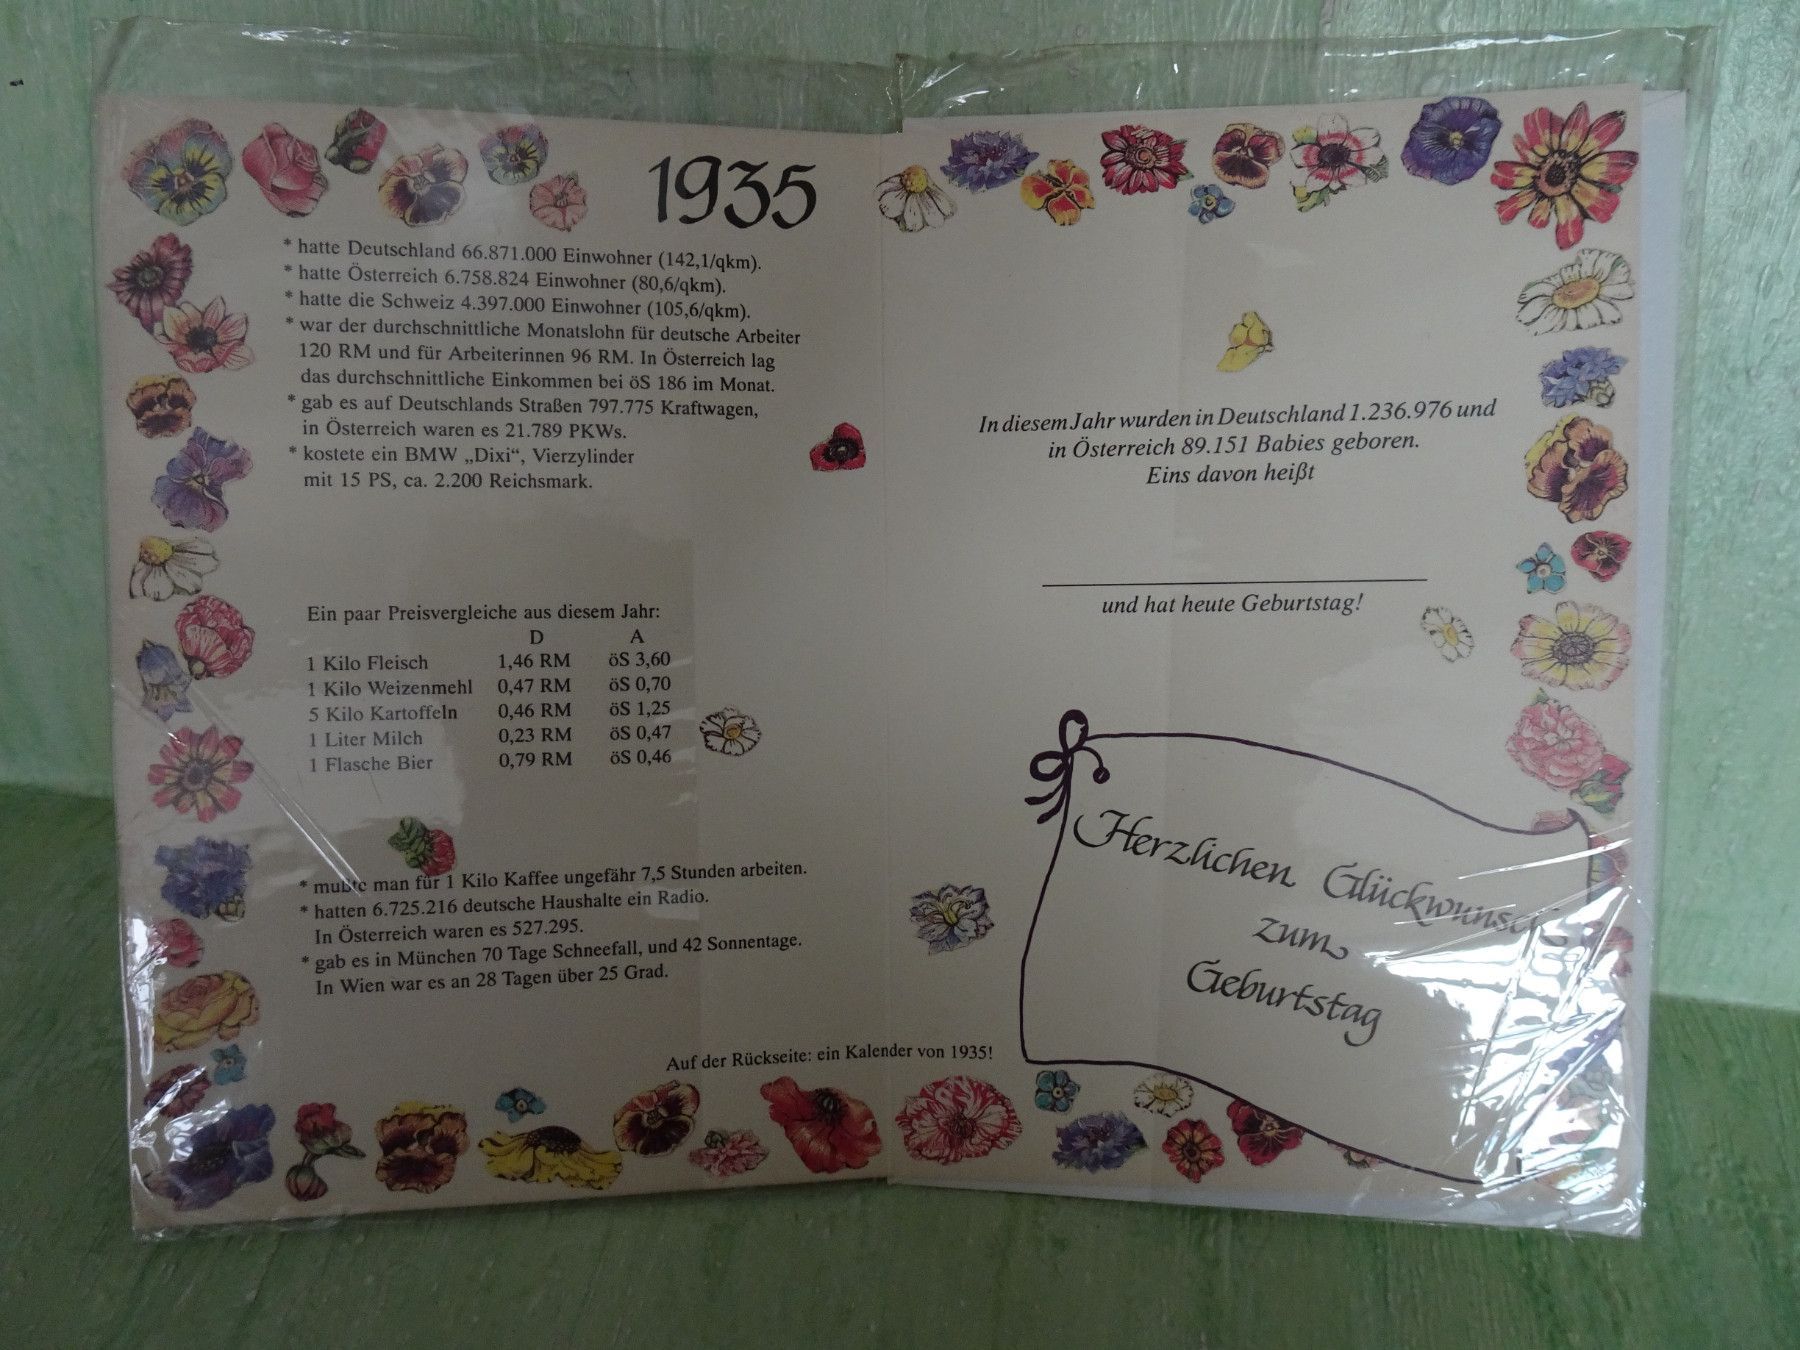 1935
* hatte Deutschland 66.871.000 Einwohner (142,1/qkm).
* hatte Österreich 6.758.824 Einwohner (80,6/qkm).
* hatte die Schweiz 4.397.000 Einwohner (105,6/qkm).
* war der durchschnittliche Monatslohn für deutsche Arbeiter
120 RM und für Arbeiterinnen 96 RM. In Österreich lag
das durchschnittliche Einkommen bei öS 186 im Monat.
* gab es auf Deutschlands Straßen 797.775 Kraftwagen,
in Österreich waren es 21.789 PKWs.
* kostete ein BMW „Dixi“, Vierzylinder
mit 15 PS, ca. 2.200 Reichsmark.
Ein paar Preisvergleiche aus diesem Jahr:
D A
1 Kilo Fleisch 1,46 RM öS 3,60
1 Kilo Weizenmehl 0,47 RM öS 0,70
5 Kilo Kartoffeln 0,46 RM öS 1,25
1 Liter Milch 0,23 RM öS 0,47
1 Flasche Bier 0,79 RM öS 0,46
* mußte man für 1 Kilo Kaffee ungefähr 7,5 Stunden arbeiten.
* hatten 6.725.216 deutsche Haushalte ein Radio.
In Österreich waren es 527.295.
* gab es in München 70 Tage Schneefall, und 42 Sonnentage.
In Wien war es an 28 Tagen über 25 Grad.
Auf der Rückseite: ein Kalender von 1935!
In diesem Jahr wurden in Deutschland 1.236.976 und
in Österreich 89.151 Babies geboren.
Eins davon heißt
und hat heute Geburtstag!
Herzlichen Glückwunsch
zum
Geburtstag